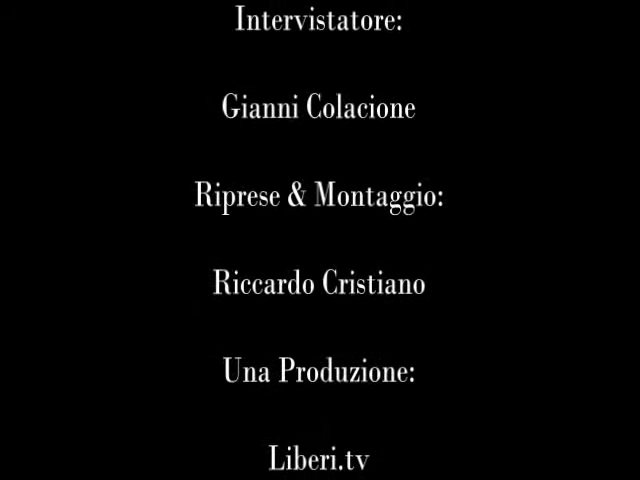 Intervistatore:
Gianni Colacione
Riprese & Montaggio:
Riccardo Cristiano
Una Produzione:
Liberi.tv